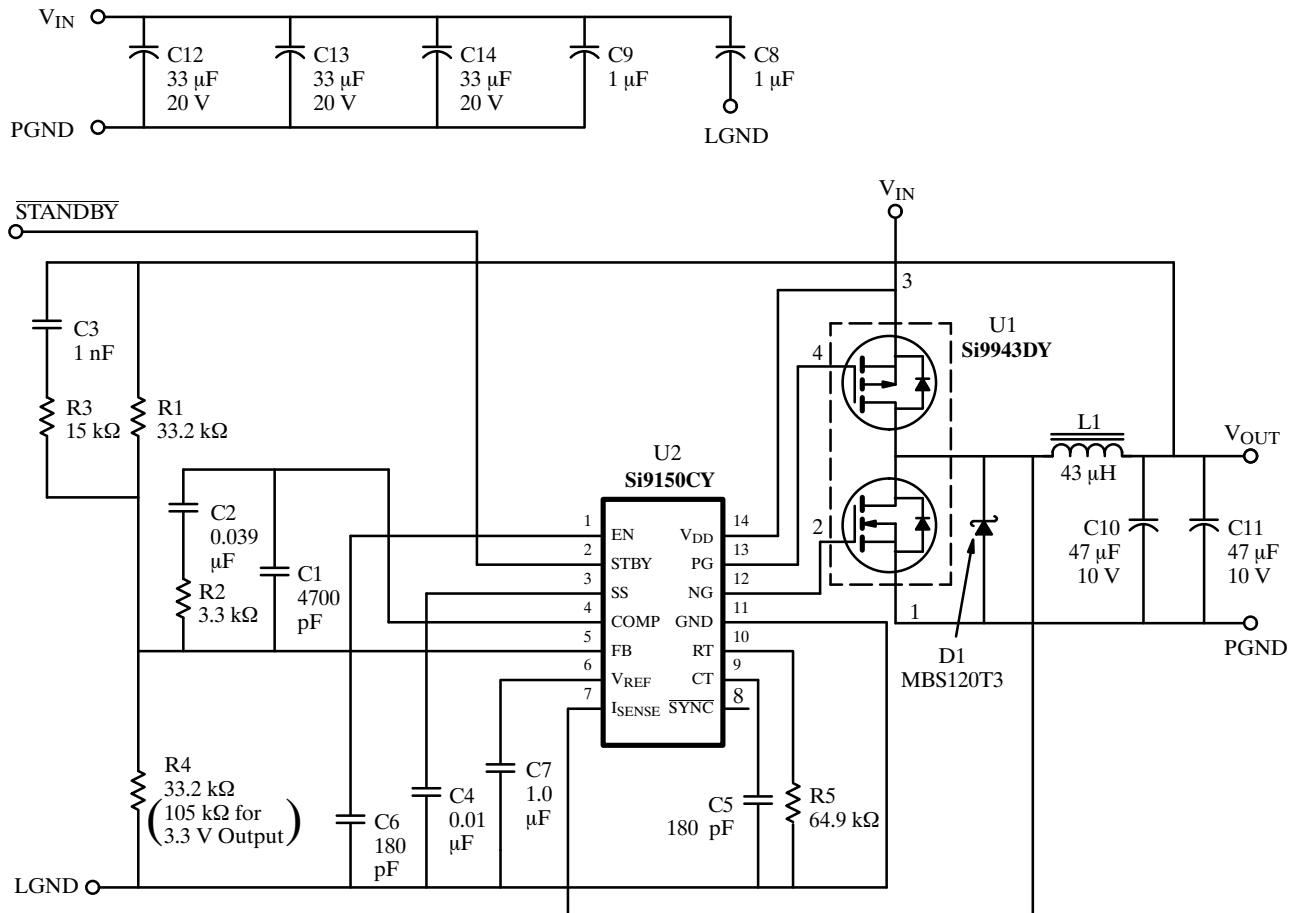 V_IN
C12
33 µF
20 V
C13
33 µF
20 V
C14
33 µF
20 V
C9
1 µF
C8
1 µF
PGND
LGND
V_IN
STANDBY
3
C3
1 nF
U1
Si9943DY
4
R3
15 kΩ
R1
33.2 kΩ
L1
V_OUT
43 µH
U2
Si9150CY
C2
0.039
µF
R2
3.3 kΩ
C1
4700
pF
1
EN
V_DD
14
2
STBY
PG
13
3
SS
NG
12
4
COMP
GND
11
5
FB
RT
10
6
V_REF
CT
9
7
I_SENSE
SYNC
8
2
C10
47 µF
10 V
C11
47 µF
10 V
1
PGND
D1
MBS120T3
R4
33.2 kΩ
(105 kΩ for
3.3 V Output)
C6
180
pF
C4
0.01
µF
C7
1.0
µF
C5
180 pF
R5
64.9 kΩ
LGND